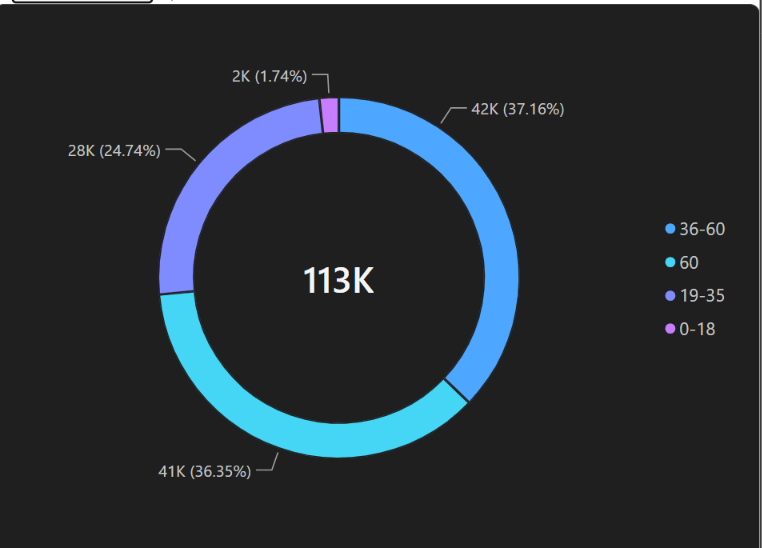 2K (1.74%)
42K (37.16%)
28K (24.74%)
36-60
60
113K
19-35
0-18
41K (36.35%)